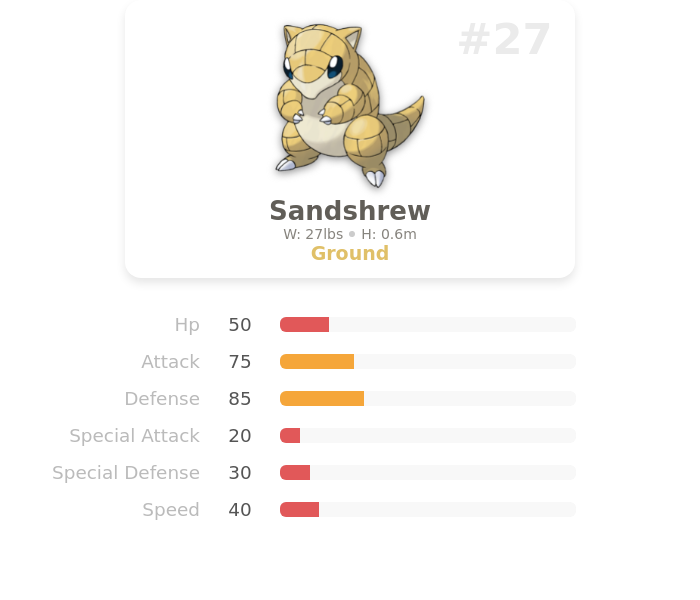 #27
Sandshrew
W: 27lbs ● H: 0.6m
Ground
Hp 50
Attack 75
Defense 85
Special Attack 20
Special Defense 30
Speed 40